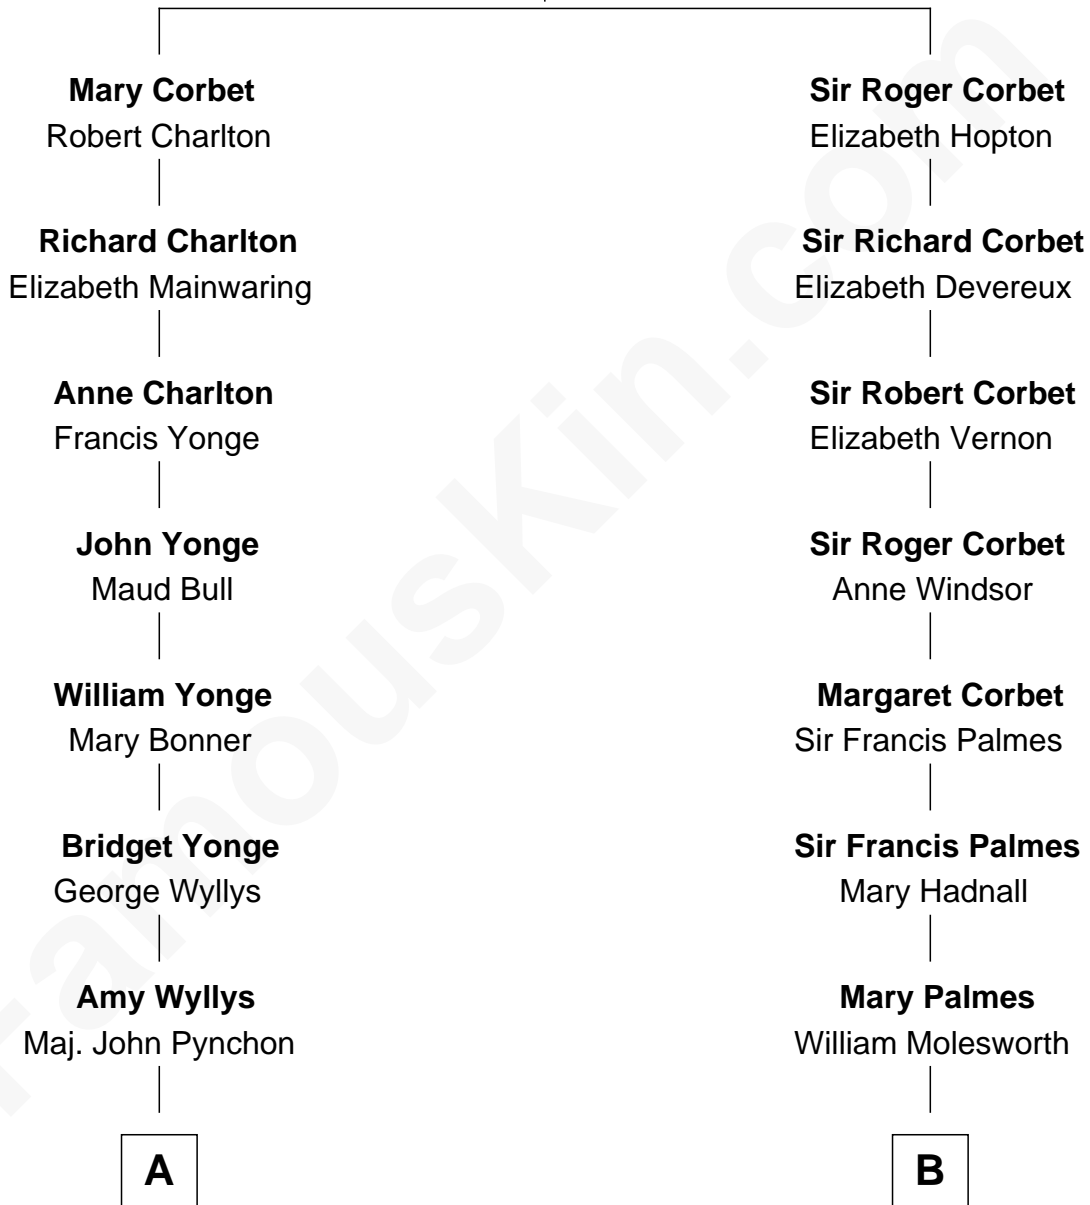 Mary Corbet
Robert Charlton
Richard Charlton
Elizabeth Mainwaring
Anne Charlton
Francis Yonge
John Yonge
Maud Bull
William Yonge
Mary Bonner
Bridget Yonge
George Wyllys
Amy Wyllys
Maj. John Pynchon
A
Sir Roger Corbet
Elizabeth Hopton
Sir Richard Corbet
Elizabeth Devereux
Sir Robert Corbet
Elizabeth Vernon
Sir Roger Corbet
Anne Windsor
Margaret Corbet
Sir Francis Palmes
Sir Francis Palmes
Mary Hadnall
Mary Palmes
William Molesworth
B
FamousKin.com